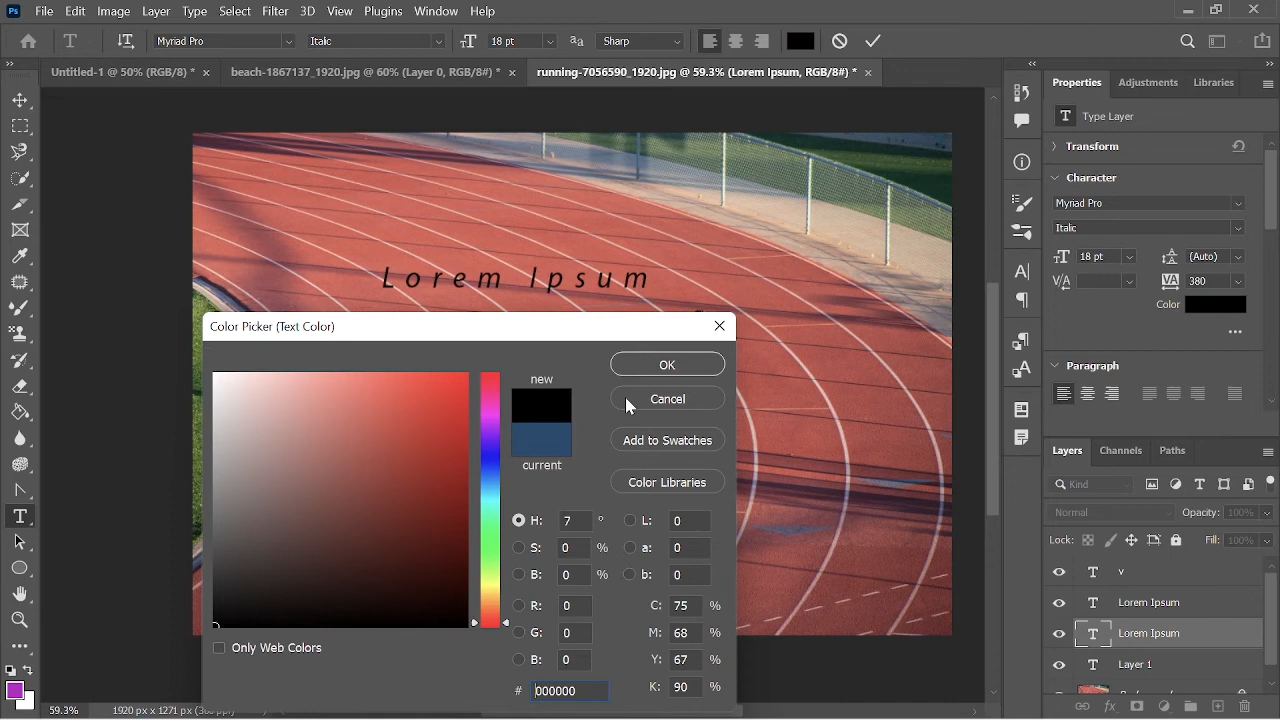 Ps File Edit Image Layer Type Select Filter 3D View Plugins Window Help
T Myriad Pro Italic 18 pt Sharp
Untitled-1 @ 50% (RGB/8) * × beach-1867137_1920.jpg @ 60% (Layer 0, RGB/8#) * × running-7056590_1920.jpg @ 59.3% (Lorem Ipsum, RGB/8#) * ×
Properties Adjustments Libraries
T Type Layer
Transform
Character
Myriad Pro
Italic
18 pt (Auto)
380
Color
Paragraph
Lorem Ipsum
Color Picker (Text Color)
new
current
OK
Cancel
Add to Swatches
Color Libraries
H: 7 ° L: 0
S: 0 % a: 0
B: 0 % b: 0
R: 0 C: 75 %
G: 0 M: 68 %
B: 0 Y: 67 %
# 000000 K: 90 %
Only Web Colors
Layers Channels Paths
Kind
Normal Opacity: 100%
Lock: Fill: 100%
T v
T Lorem Ipsum
T Lorem Ipsum
T Layer 1
59.3% 1920 px x 1271 px